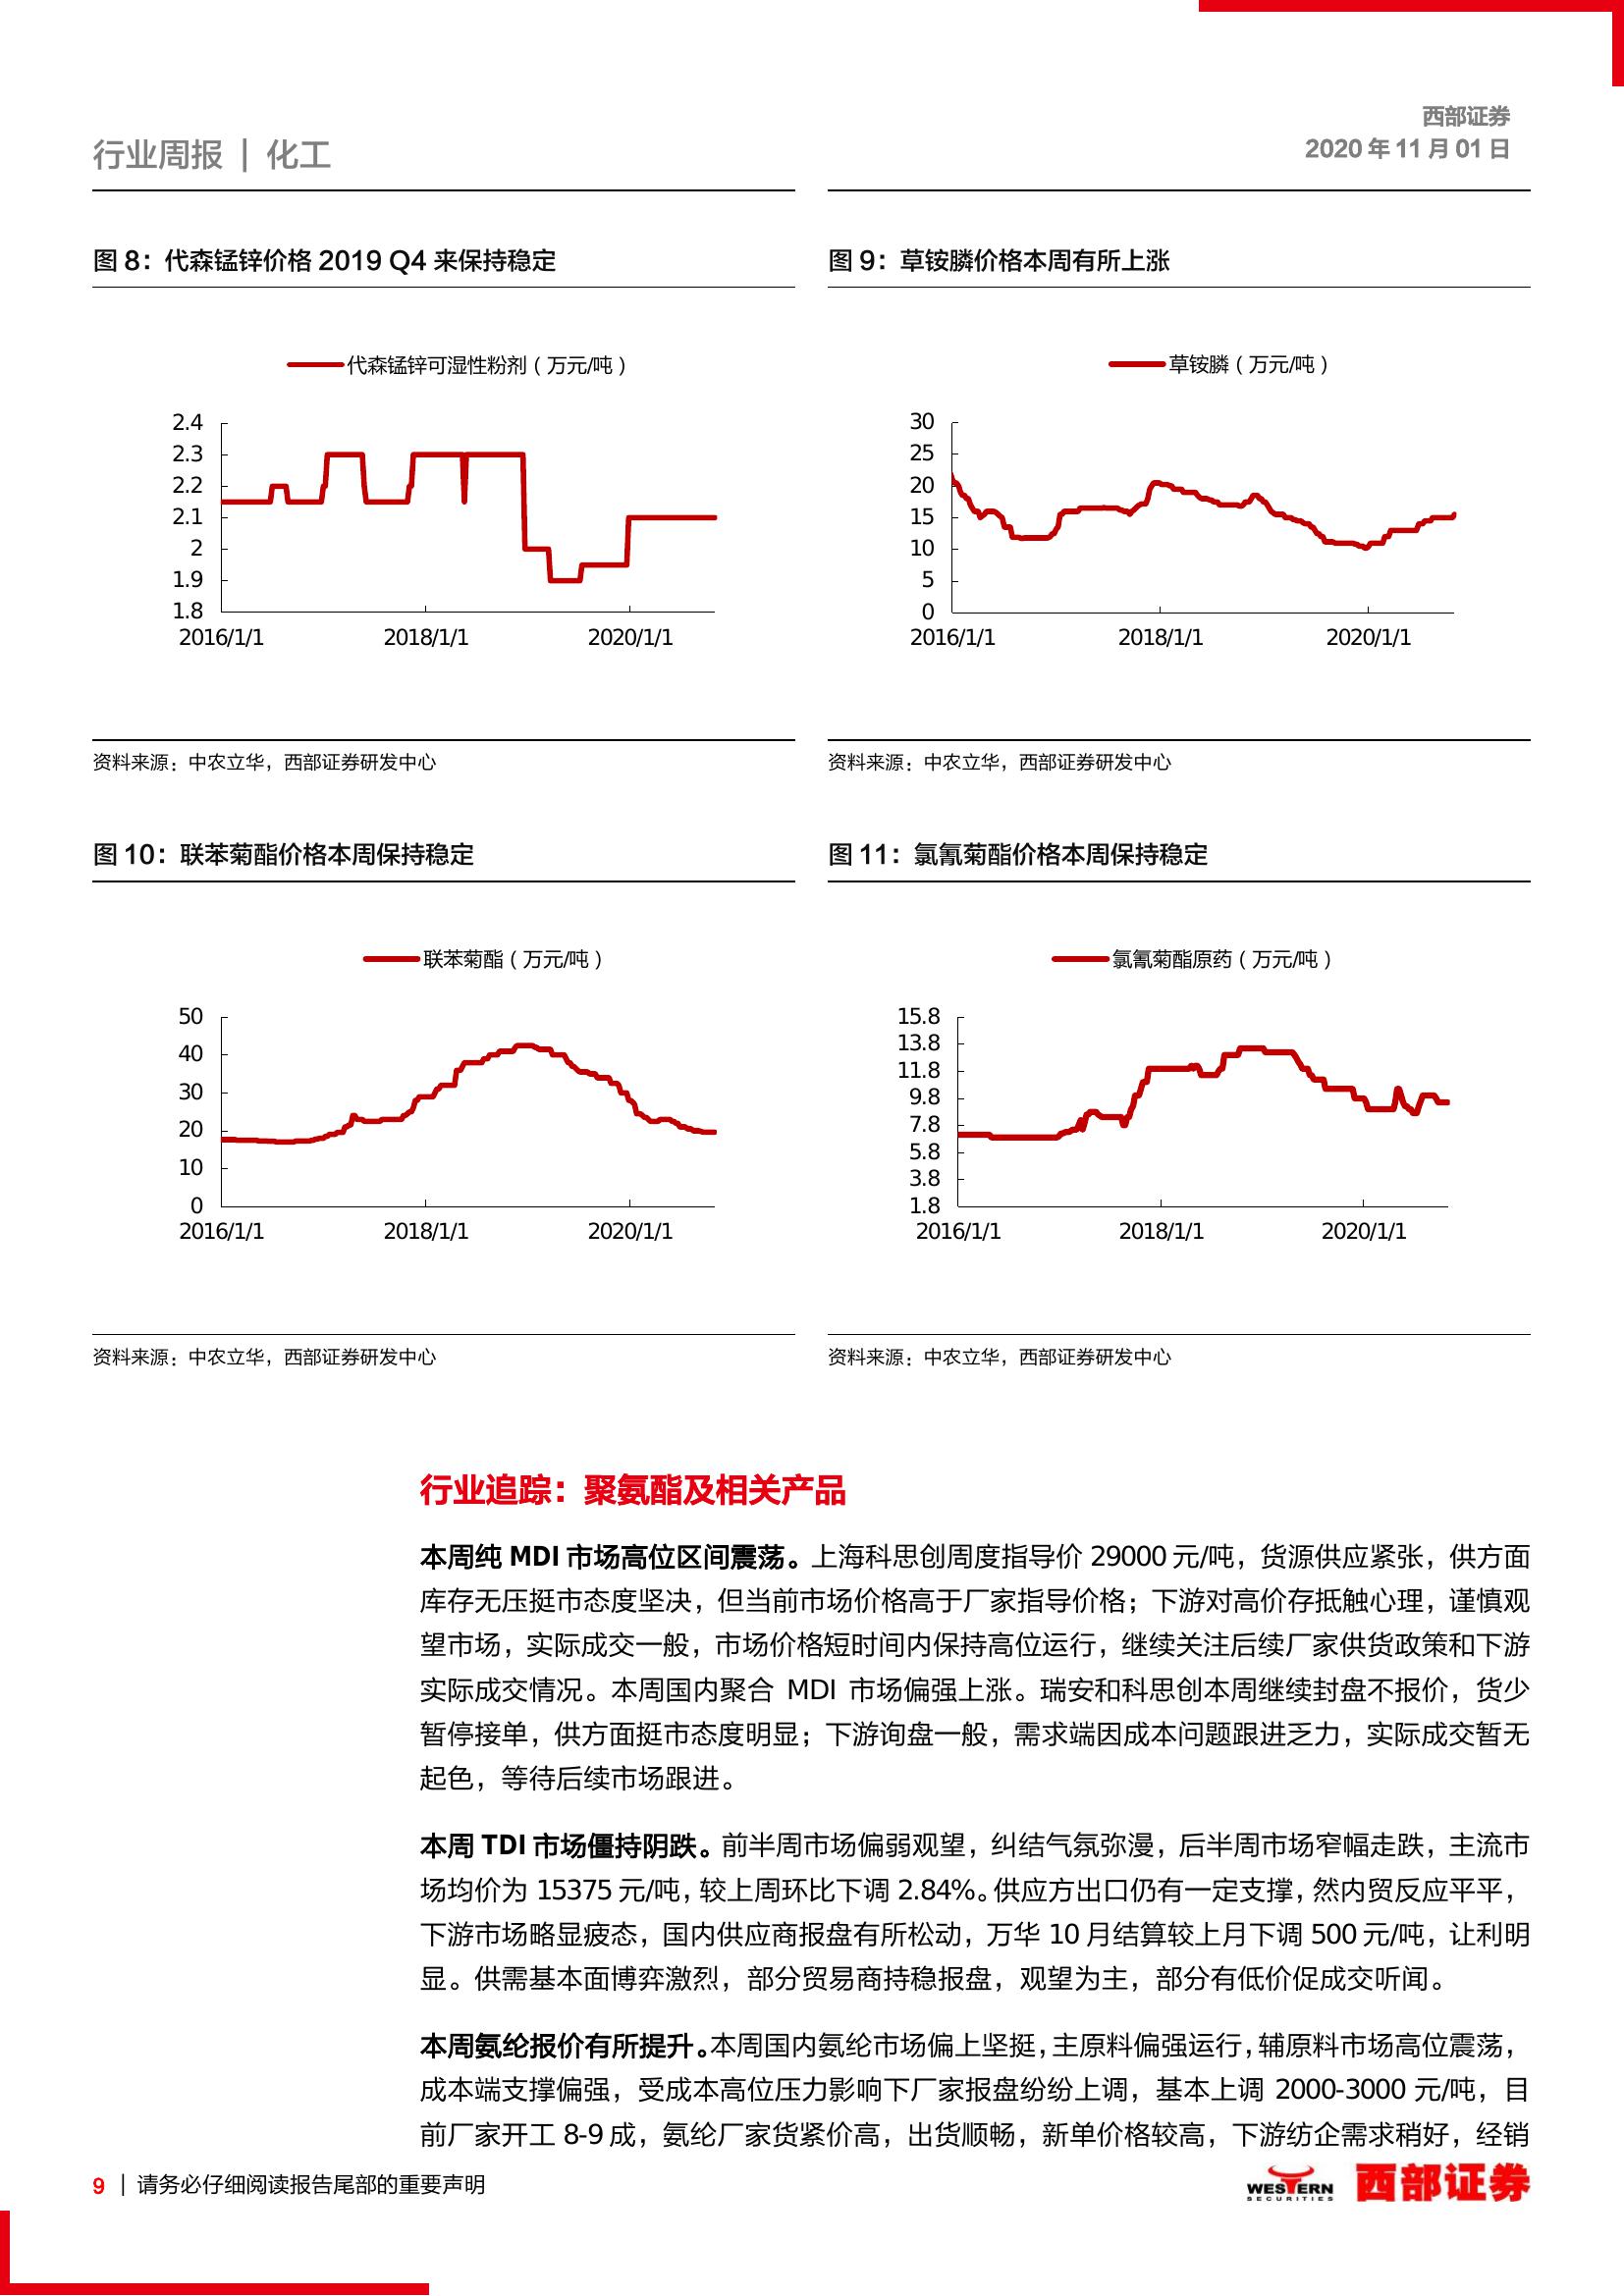 西部证券
行业周报 | 化工
2020 年 11 月 01 日
图 8：代森锰锌价格 2019 Q4 来保持稳定
代森锰锌可湿性粉剂（万元/吨）
2.4
2.3
2.2
2.1
2
1.9
1.8
2016/1/1 2018/1/1 2020/1/1
资料来源：中农立华，西部证券研发中心
图 9：草铵膦价格本周有所上涨
草铵膦（万元/吨）
30
25
20
15
10
5
0
2016/1/1 2018/1/1 2020/1/1
资料来源：中农立华，西部证券研发中心
图 10：联苯菊酯价格本周保持稳定
联苯菊酯（万元/吨）
50
40
30
20
10
0
2016/1/1 2018/1/1 2020/1/1
资料来源：中农立华，西部证券研发中心
图 11：氯氰菊酯价格本周保持稳定
氯氰菊酯原药（万元/吨）
15.8
13.8
11.8
9.8
7.8
5.8
3.8
1.8
2016/1/1 2018/1/1 2020/1/1
资料来源：中农立华，西部证券研发中心
行业追踪：聚氨酯及相关产品
本周纯 MDI 市场高位区间震荡。上海科思创周度指导价 29000 元/吨，货源供应紧张，供方面
库存无压挺市态度坚决，但当前市场价格高于厂家指导价格；下游对高价存抵触心理，谨慎观
望市场，实际成交一般，市场价格短时间内保持高位运行，继续关注后续厂家供货政策和下游
实际成交情况。本周国内聚合 MDI 市场偏强上涨。瑞安和科思创本周继续封盘不报价，货少
暂停接单，供方面挺市态度明显；下游询盘一般，需求端因成本问题跟进乏力，实际成交暂无
起色，等待后续市场跟进。
本周 TDI 市场僵持阴跌。前半周市场偏弱观望，纠结气氛弥漫，后半周市场窄幅走跌，主流市
场均价为 15375 元/吨，较上周环比下调 2.84%。供应方出口仍有一定支撑，然内贸反应平平，
下游市场略显疲态，国内供应商报盘有所松动，万华 10 月结算较上月下调 500 元/吨，让利明
显。供需基本面博弈激烈，部分贸易商持稳报盘，观望为主，部分有低价促成交听闻。
本周氨纶报价有所提升。本周国内氨纶市场偏上坚挺，主原料偏强运行，辅原料市场高位震荡，
成本端支撑偏强，受成本高位压力影响下厂家报盘纷纷上调，基本上调 2000-3000 元/吨，目
前厂家开工 8-9 成，氨纶厂家货紧价高，出货顺畅，新单价格较高，下游纺企需求稍好，经销
9 | 请务必仔细阅读报告尾部的重要声明
WESTERN
SECURITIES
西部证券